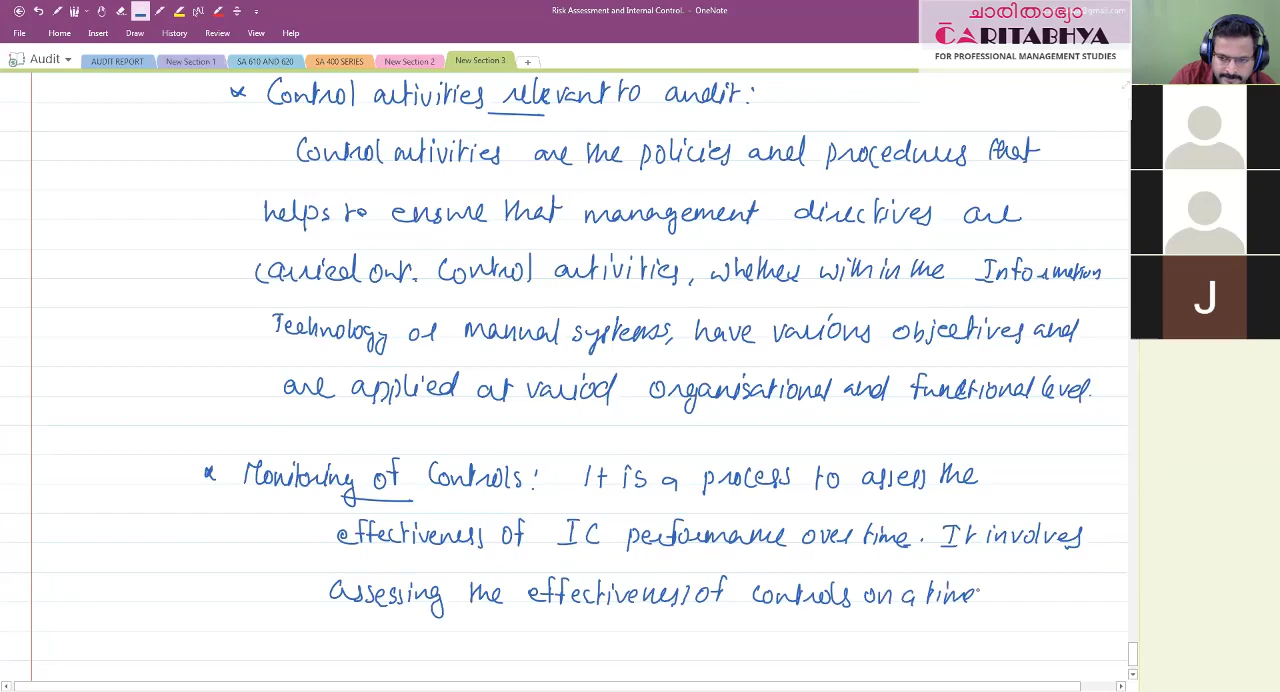 Risk Assessment and Internal Control. - OneNote
@gmail.com
ചാരിതാഭ്യാ
CARITABHYA
FOR PROFESSIONAL MANAGEMENT STUDIES
File Home Insert Draw History Review View Help
Audit AUDIT REPORT New Section 1 SA 610 AND 620 SA 400 SERIES New Section 2 New Section 3 +
* Control activities relevant to audit:
Control activities are the policies and procedures that
helps to ensure that management directives are
carried out. Control activities, whether within the Information
Technology or manual systems, have various objectives and
are applied at variod organisational and functional level.
* Monitoring of Controls: It is a process to assess the
effectiveness of IC performance over time. It involves
assessing the effectiveness of controls on a time
J